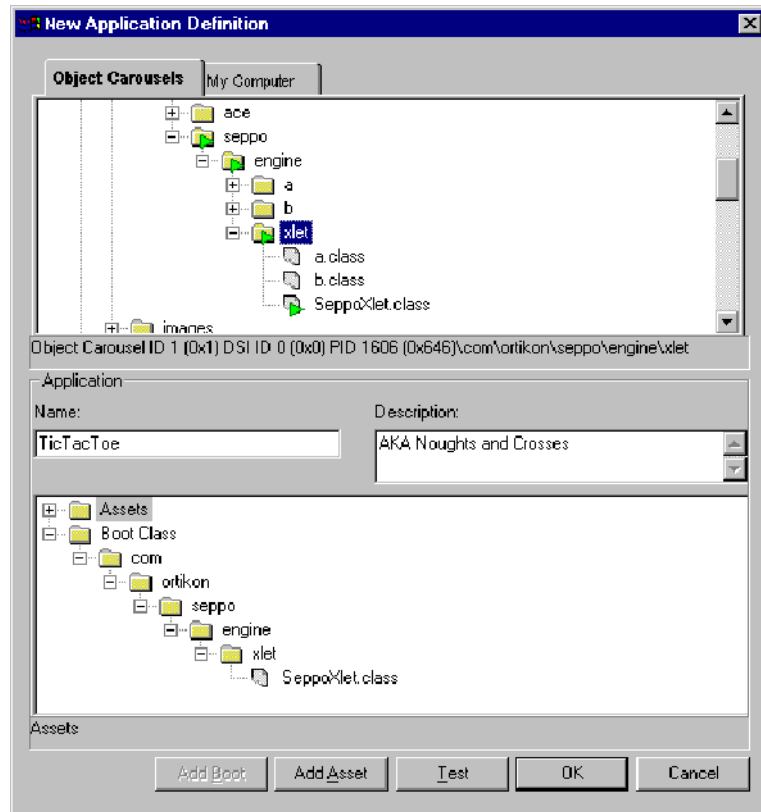 New Application Definition
Object Carousels My Computer
ace
seppo
engine
a
b
xlet
a.class
b.class
SeppoXlet.class
images
Object Carousel ID 1 (0x1) DSI ID 0 (0x0) PID 1606 (0x646)\com\ortikon\seppo\engine\xlet
Application
Name: Description:
TicTacToe AKA Noughts and Crosses
Assets
Boot Class
com
ortikon
seppo
engine
xlet
SeppoXlet.class
Assets
Add Boot Add Asset Test OK Cancel